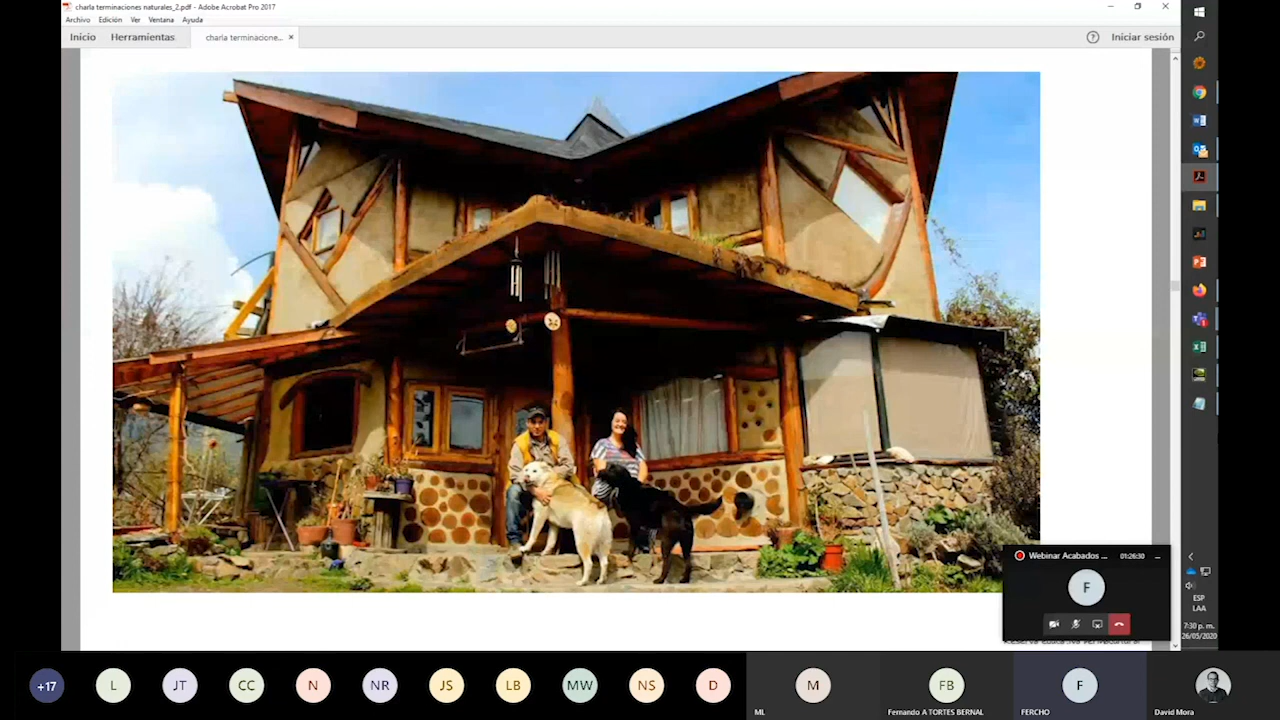 charla terminaciones naturales_2.pdf - Adobe Acrobat Pro 2017
Archivo Edición Ver Ventana Ayuda
Inicio Herramientas charla terminacione... × Iniciar sesión
Webinar Acabados ... 01:26:30
F
ESP
LAA
7:30 p. m.
26/05/2020
+17 L JT CC N NR JS LB MW NS D M FB F
ML Fernando A TORTES BERNAL FERCHO David Mora